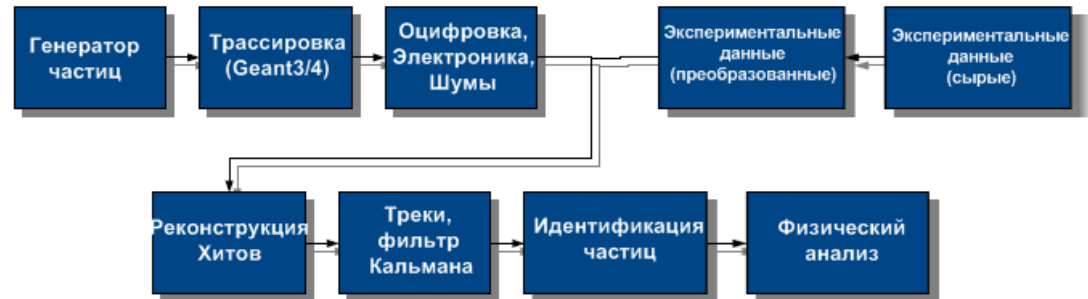 Генератор
частиц
Трассировка
(Geant3/4)
Оцифровка,
Электроника,
Шумы
Экспериментальные
данные
(преобразованные)
Экспериментальные
данные
(сырые)
Реконструкция
Хитов
Треки,
фильтр
Кальмана
Идентификация
частиц
Физический
анализ